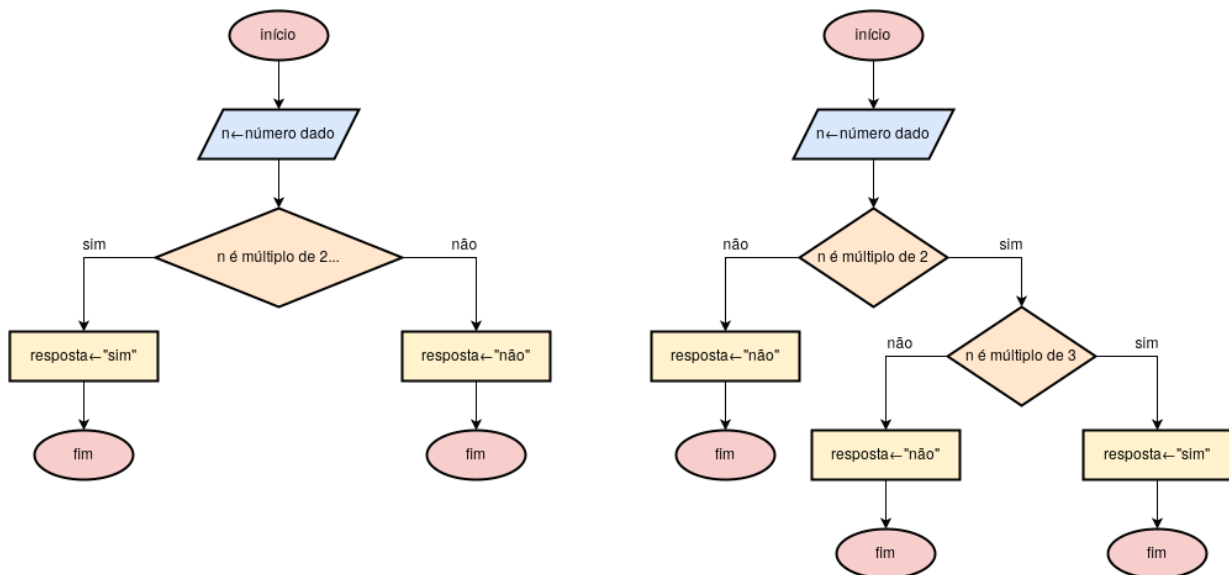 início
n←número dado
n é múltiplo de 2...
sim
não
resposta←"sim"
resposta←"não"
fim
fim
início
n←número dado
n é múltiplo de 2
não
sim
resposta←"não"
n é múltiplo de 3
não
sim
fim
resposta←"não"
resposta←"sim"
fim
fim